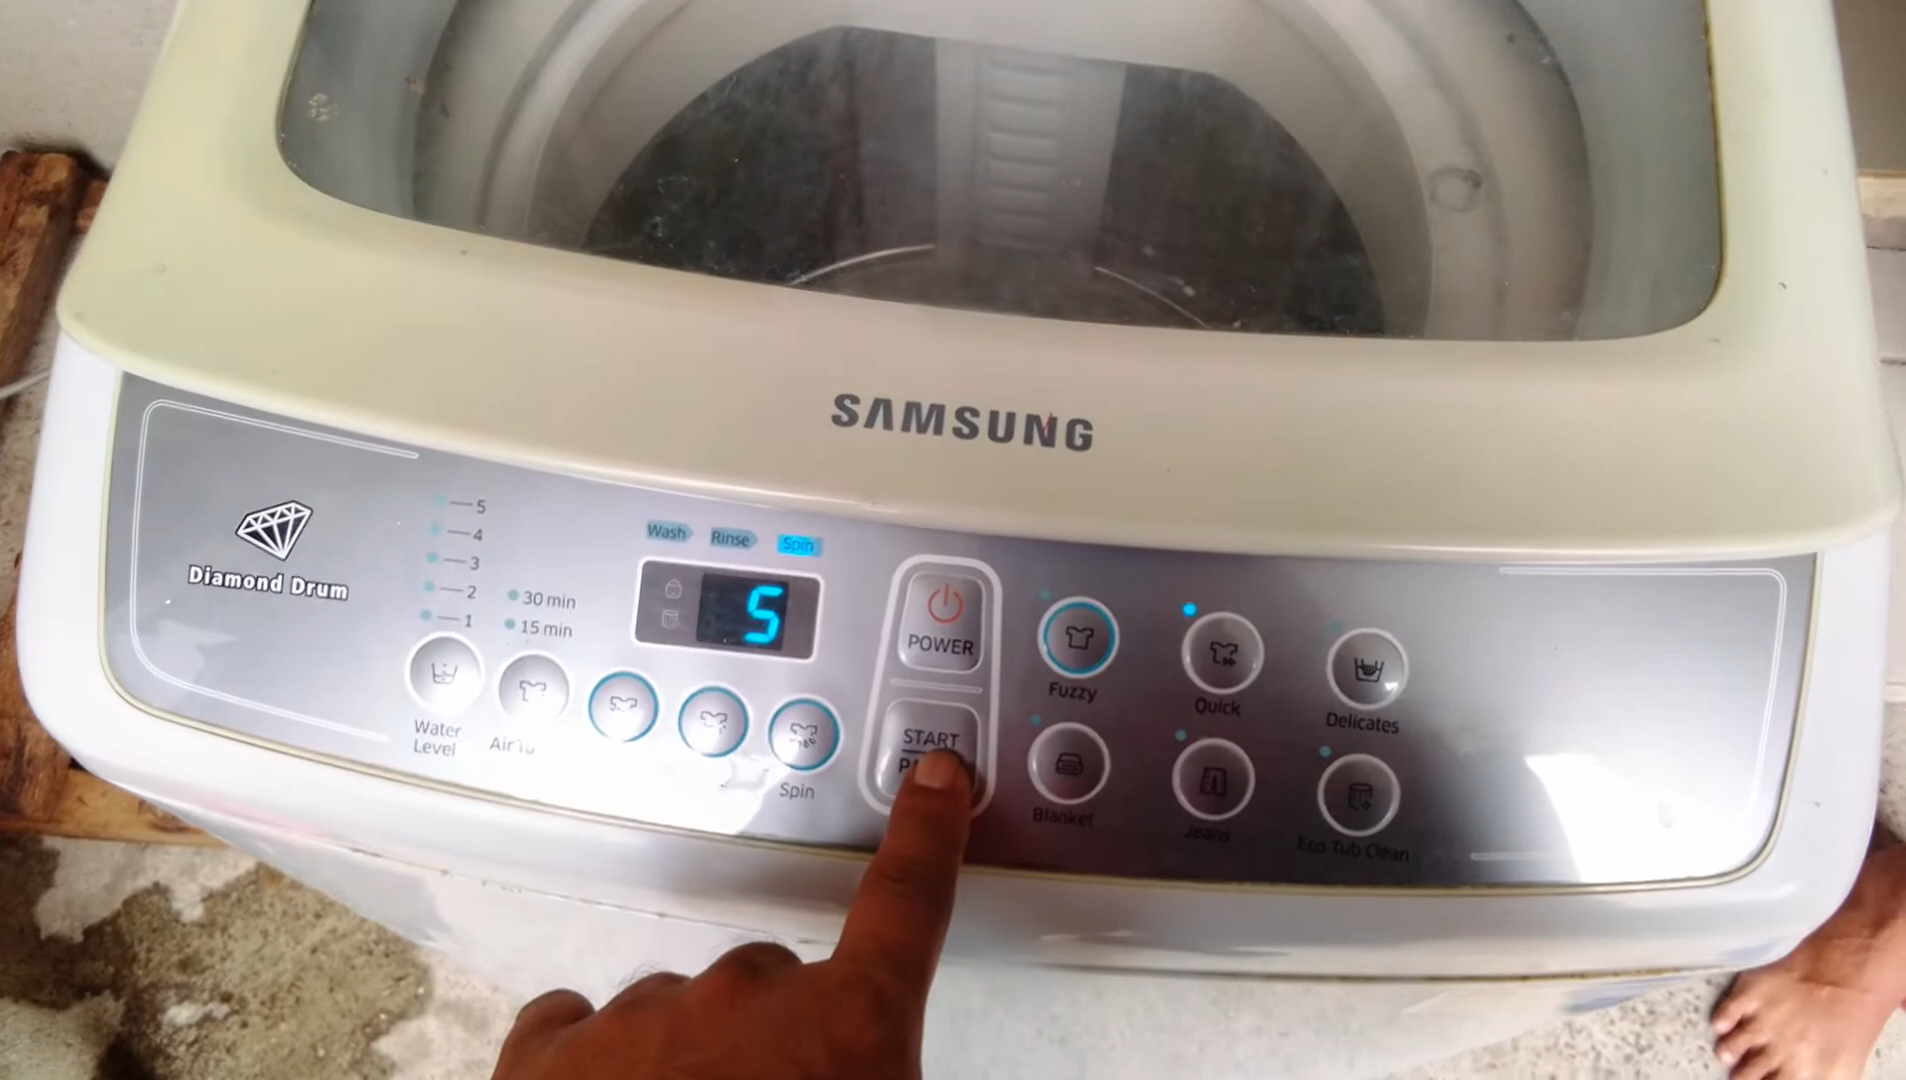 SAMSUNG
Diamond Drum
5
4
3
2
1
30 min
15 min
Wash
Rinse
Spin
5
Water
Level
Spin
POWER
START
Fuzzy
Quick
Delicates
Blanket
Jeans
Eco Tub Clean